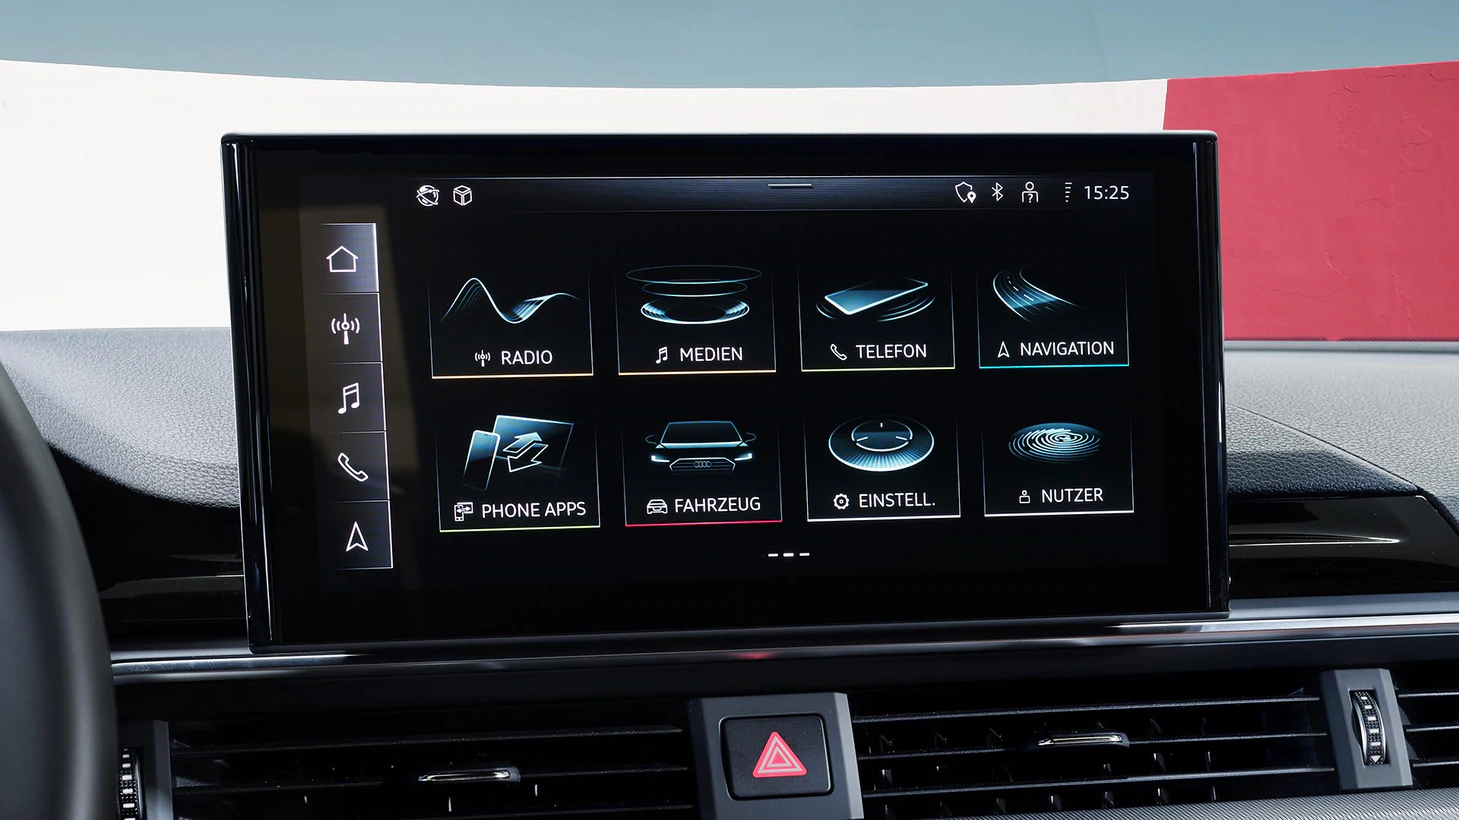 15:25
RADIO
MEDIEN
TELEFON
NAVIGATION
PHONE APPS
FAHRZEUG
EINSTELL.
NUTZER